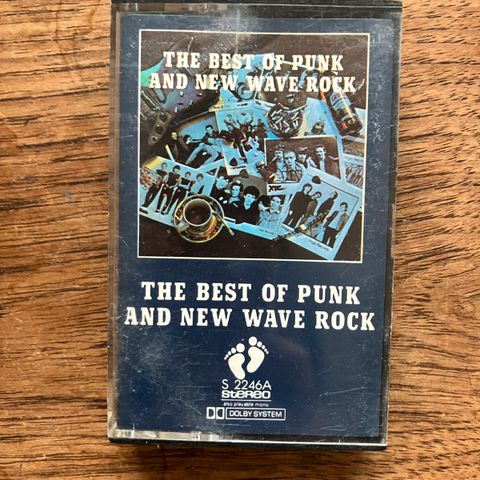 THE BEST OF PUNK
AND NEW WAVE ROCK
XTC
THE BEST OF PUNK
AND NEW WAVE ROCK
S 2246A
stereo
also playable mono
DOLBY SYSTEM